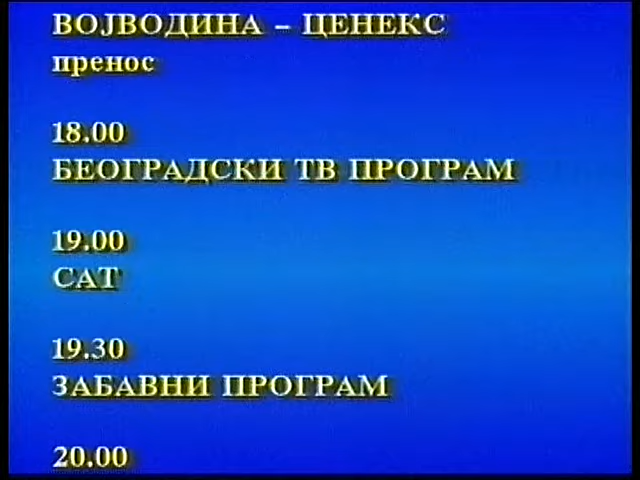 ВОЈВОДИНА – ЦЕНЕКС
пренос
18.00
БЕОГРАДСКИ ТВ ПРОГРАМ
19.00
САТ
19.30
ЗАБАВНИ ПРОГРАМ
20.00